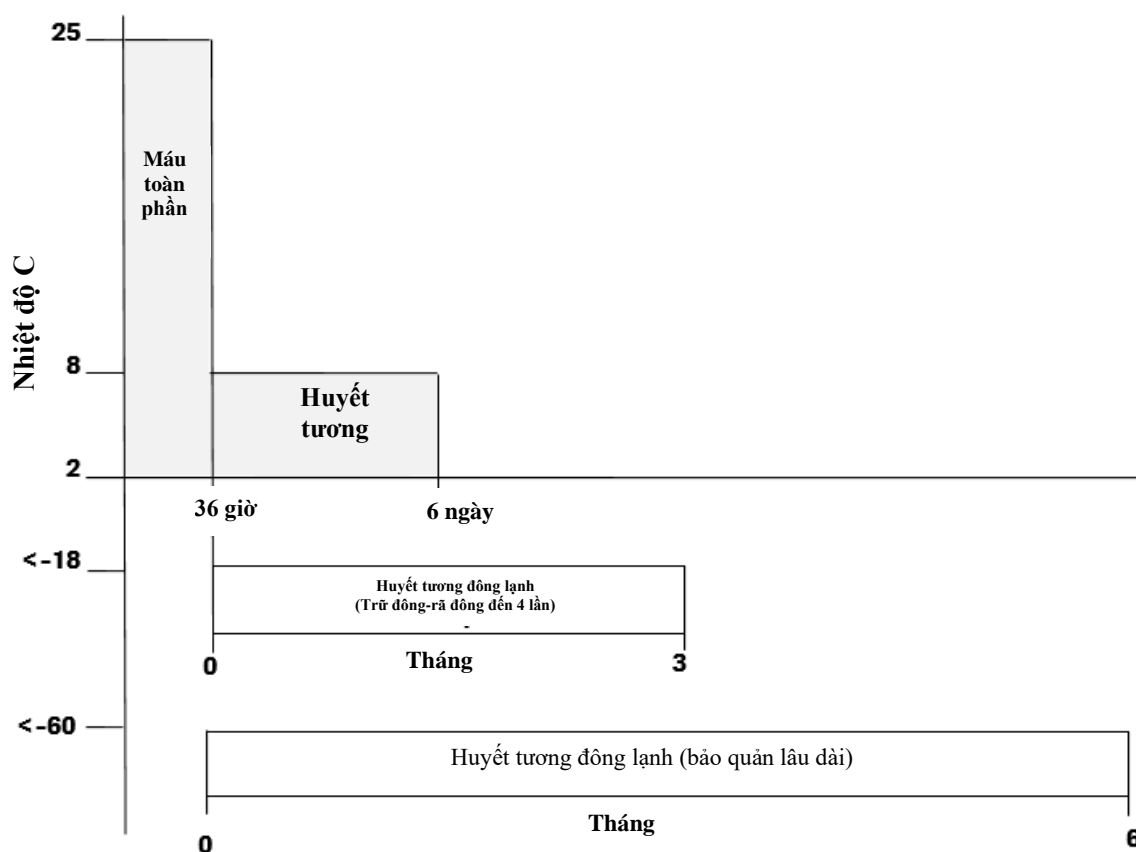 25
Máu
toàn
phần
Nhiệt độ C
8
Huyết
tương
2
36 giờ
6 ngày
<-18
Huyết tương đông lạnh
(Trữ đông-rã đông đến 4 lần)
-
0
Tháng
3
<-60
Huyết tương đông lạnh (bảo quản lâu dài)
Tháng
0
6